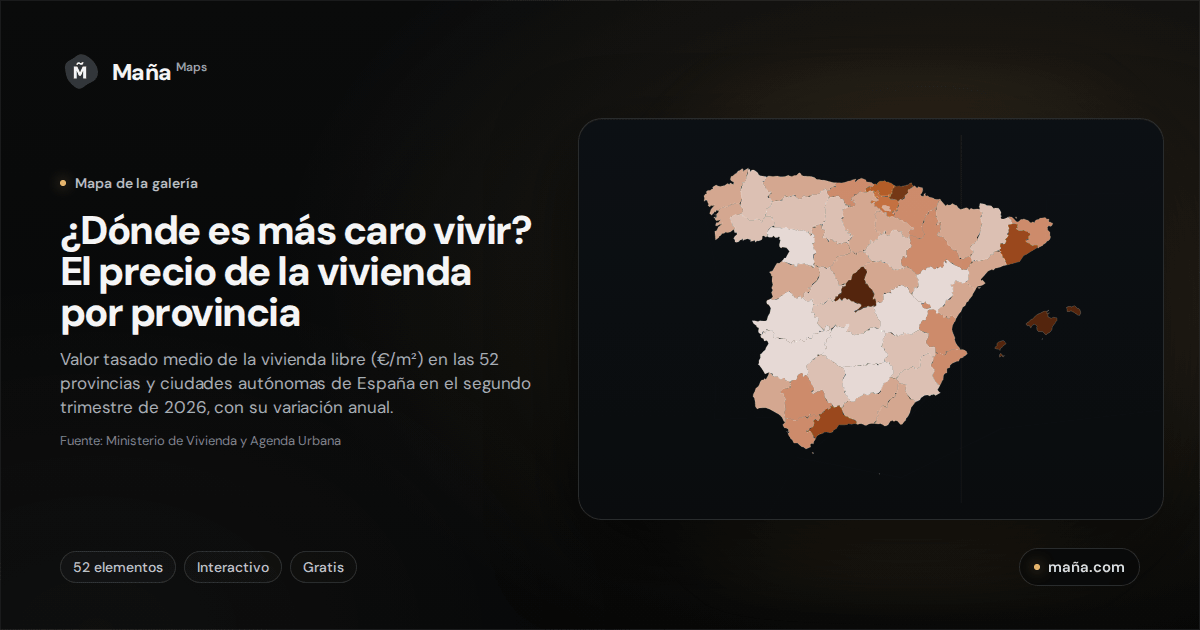 M̃
Maña Maps
Mapa de la galería
¿Dónde es más caro vivir?
El precio de la vivienda
por provincia
Valor tasado medio de la vivienda libre (€/m²) en las 52
provincias y ciudades autónomas de España en el segundo
trimestre de 2026, con su variación anual.
Fuente: Ministerio de Vivienda y Agenda Urbana
52 elementos
Interactivo
Gratis
maña.com